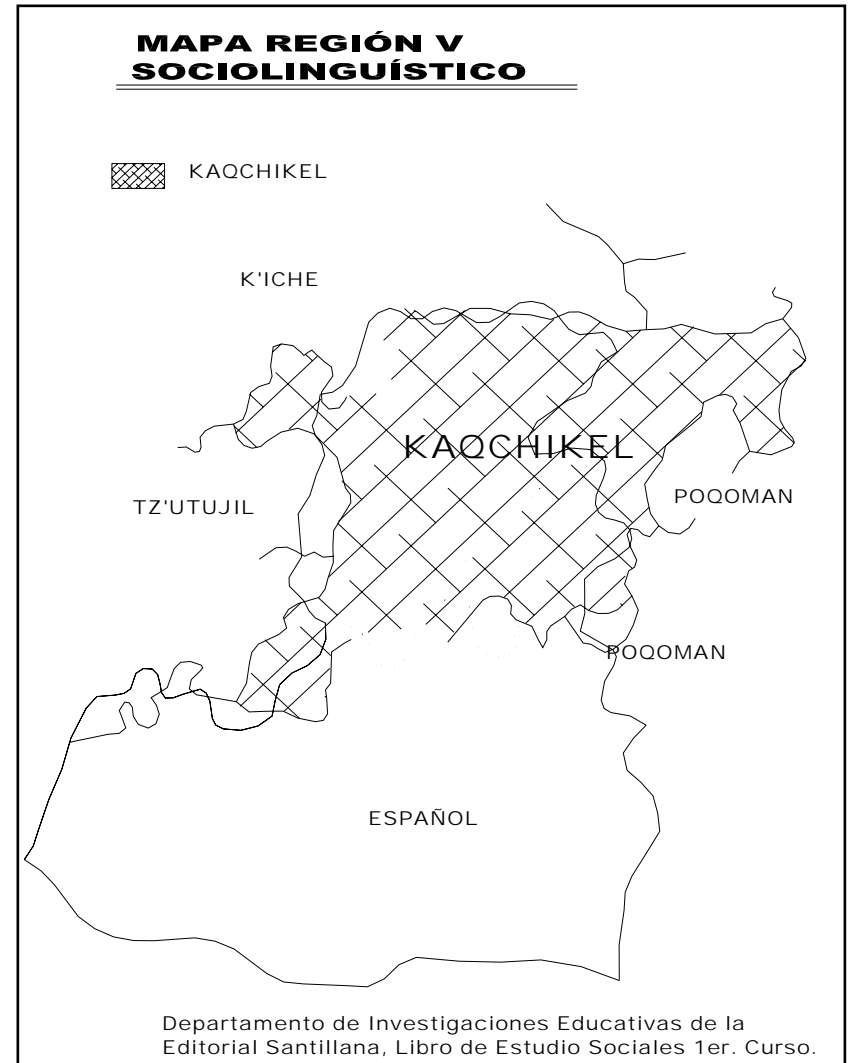 MAPA REGIÓN V
SOCIOLINGUÍSTICO
KAQCHIKEL
K'ICHE
KAQCHIKEL
TZ'UTUJIL
POQOMAN
POQOMAN
ESPAÑOL
Departamento de Investigaciones Educativas de la
Editorial Santillana, Libro de Estudio Sociales 1er. Curso.